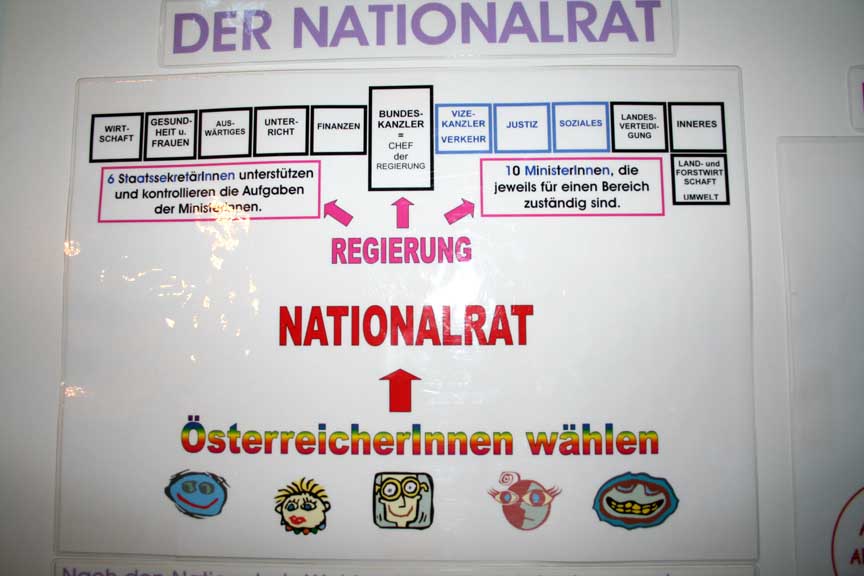 DER NATIONALRAT
WIRT-
SCHAFT
GESUND-
HEIT u.
FRAUEN
AUS-
WÄRTIGES
UNTER-
RICHT
FINANZEN
BUNDES-
KANZLER
=
CHEF
der
REGIERUNG
VIZE-
KANZLER
VERKEHR
JUSTIZ
SOZIALES
LANDES-
VERTEIDI-
GUNG
INNERES
LAND- und
FORSTWIRT
SCHAFT
UMWELT
6 StaatssekretärInnen unterstützen
und kontrollieren die Aufgaben
der MinisterInnen.
10 MinisterInnen, die
jeweils für einen Bereich
zuständig sind.
REGIERUNG
NATIONALRAT
ÖsterreicherInnen wählen
Nach den